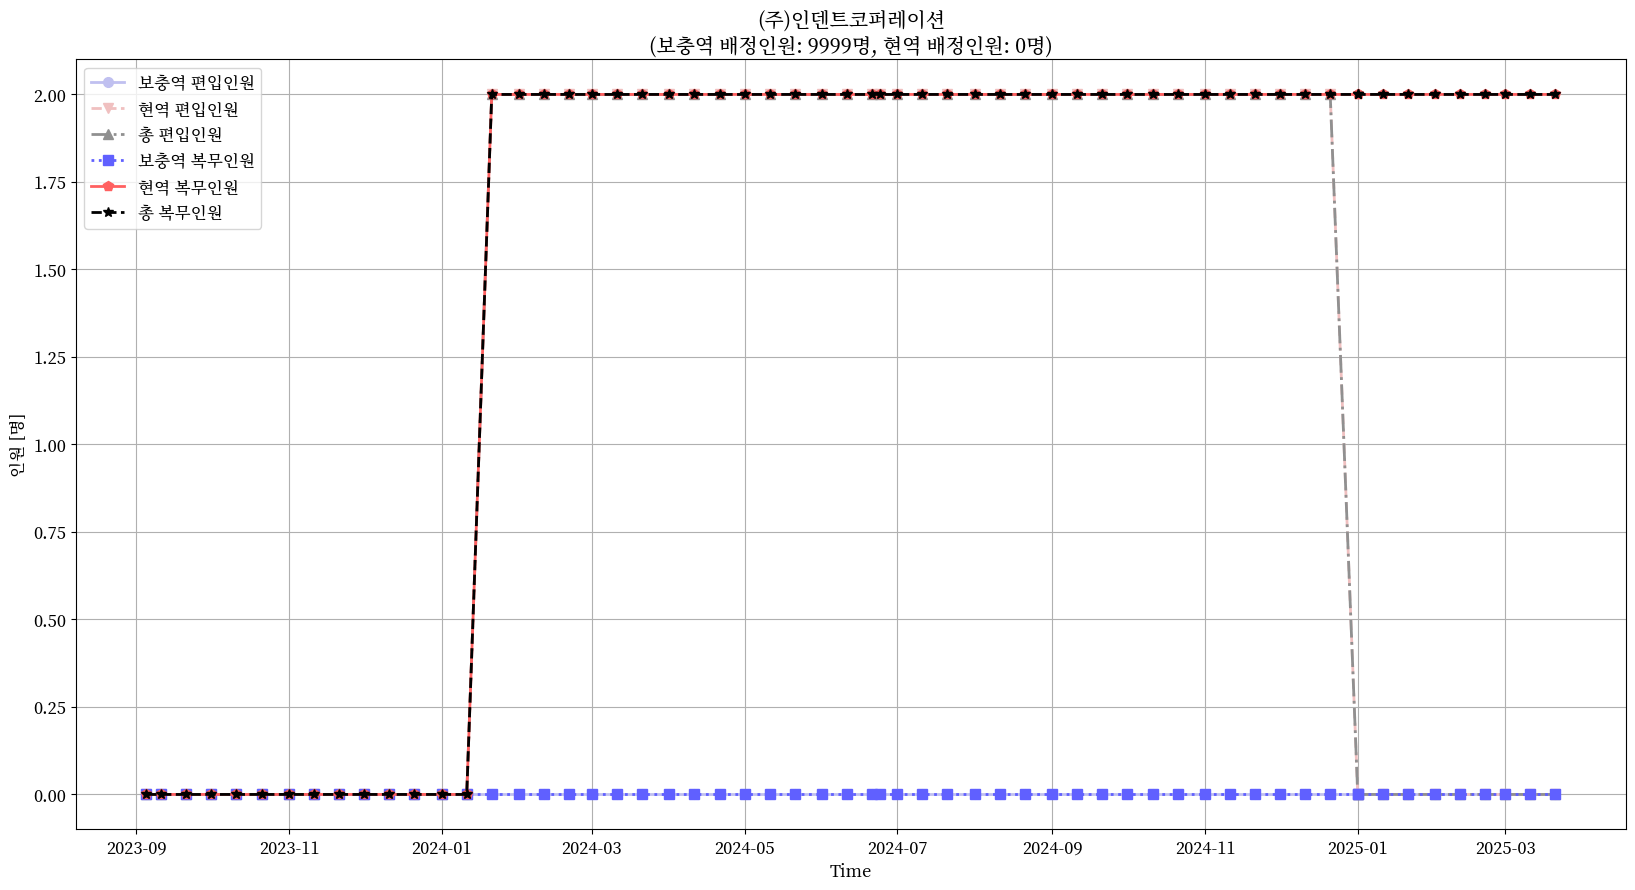 (주)인덴트코퍼레이션
(보충역 배정인원: 9999명, 현역 배정인원: 0명)
보충역 편입인원
현역 편입인원
총 편입인원
보충역 복무인원
현역 복무인원
총 복무인원
인원 [명]
2.00
1.75
1.50
1.25
1.00
0.75
0.50
0.25
0.00
2023-09 2023-11 2024-01 2024-03 2024-05 2024-07 2024-09 2024-11 2025-01 2025-03
Time